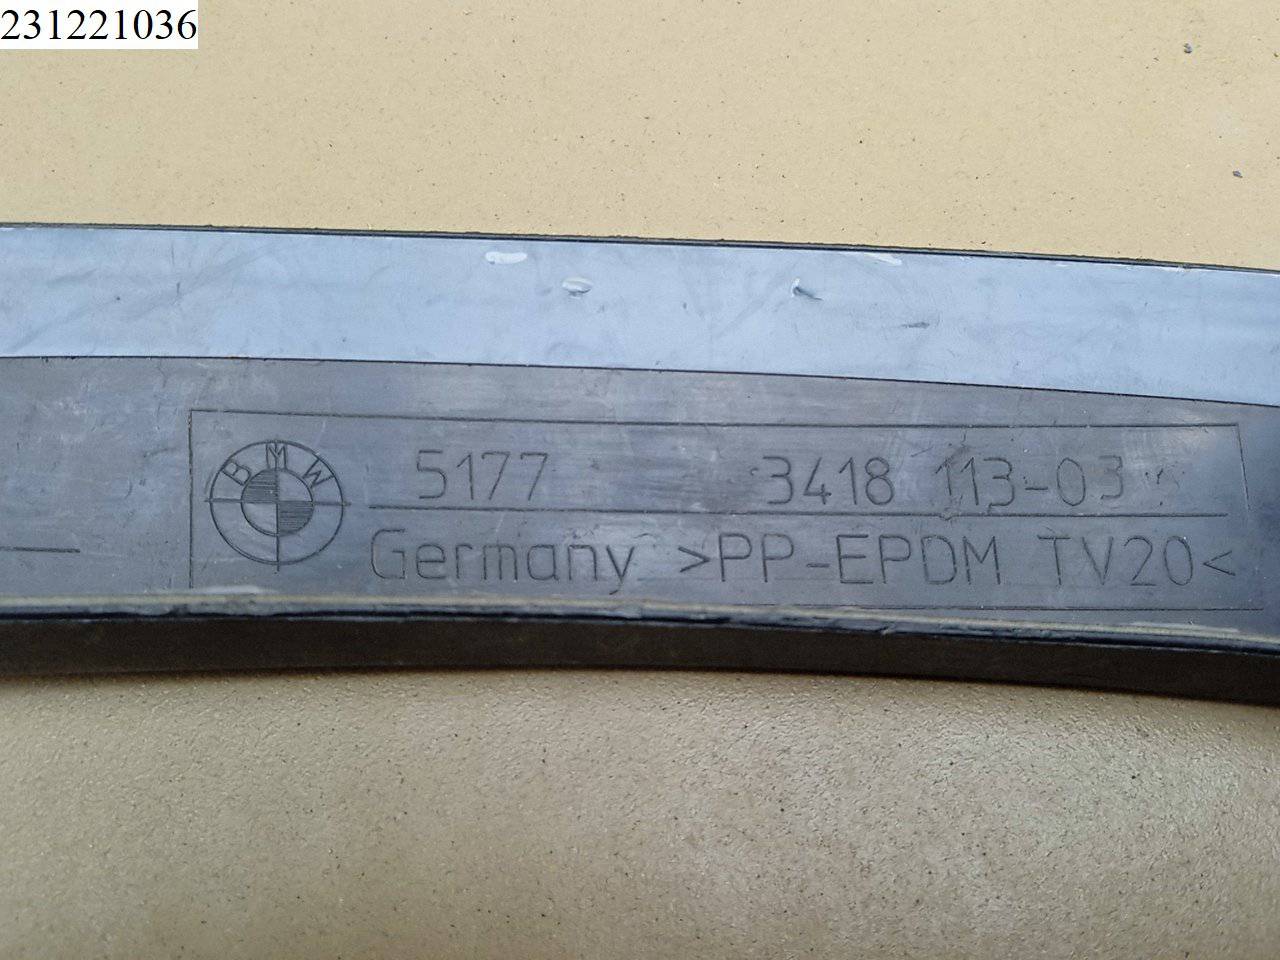 231221036
BMW
5177 3418 113-03
Germany >PP-EPDM TV20<